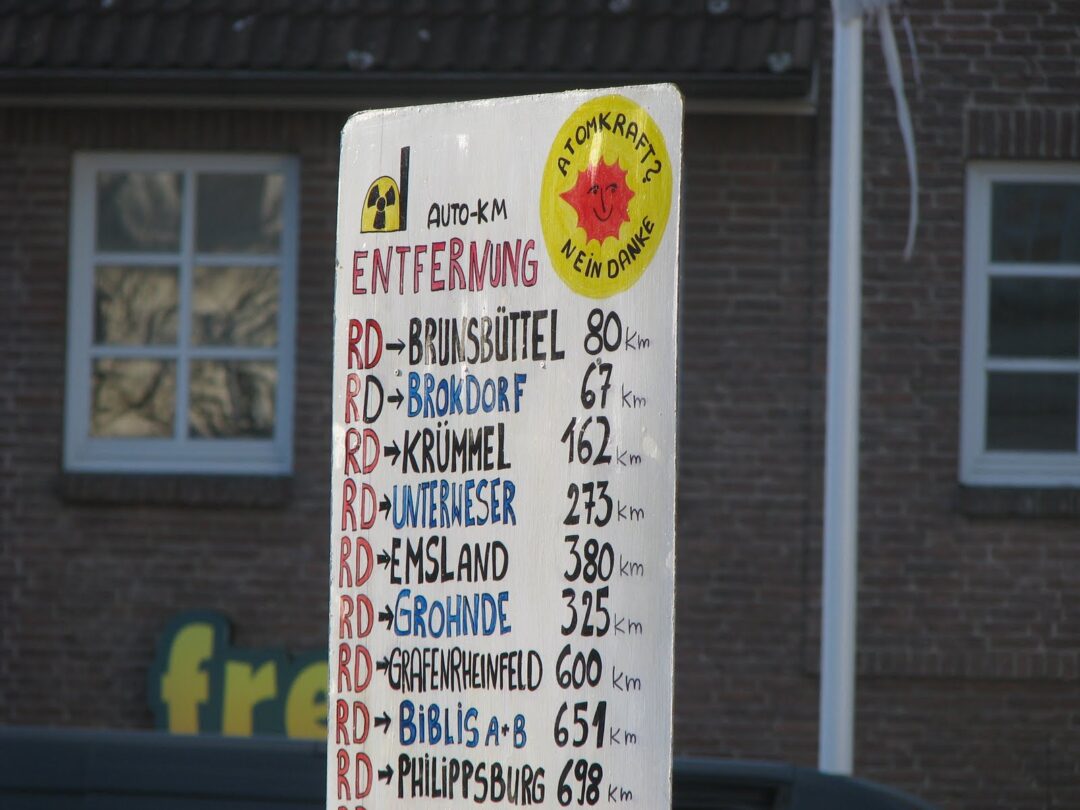 ATOMKRAFT?
NEIN DANKE
AUTO-KM
ENTFERNUNG
RD→BRUNSBÜTTEL 80 km
RD→BROKDORF 67 km
RD→KRÜMMEL 162 km
RD→UNTERWESER 273 km
RD→EMSLAND 380 km
RD→GROHNDE 325 km
RD→GRAFENRHEINFELD 600 km
RD→BIBLIS A+B 651 km
RD→PHILIPPSBURG 698 km
fre